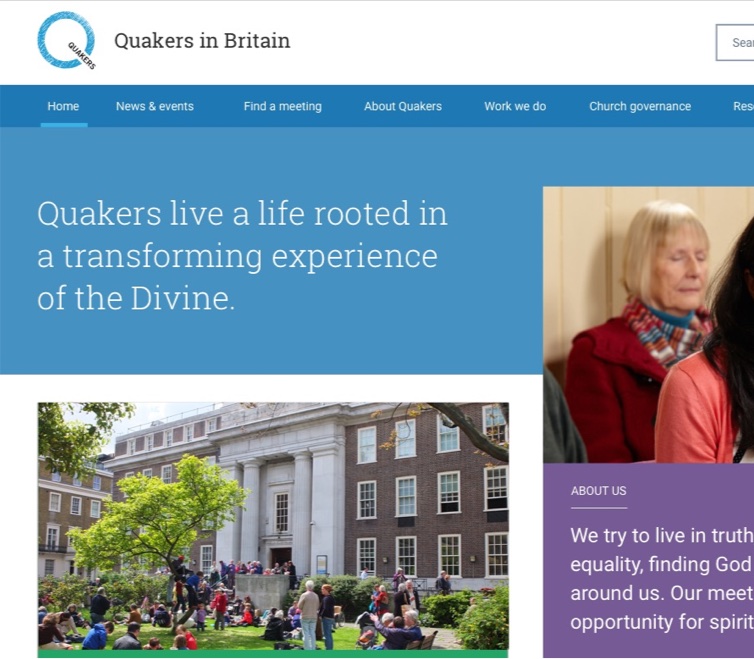 QUAKERS
Quakers in Britain
Home
News & events
Find a meeting
About Quakers
Work we do
Church governance
Quakers live a life rooted in
a transforming experience
of the Divine.
ABOUT US
We try to live in truth
equality, finding God
around us. Our meet
opportunity for spirit